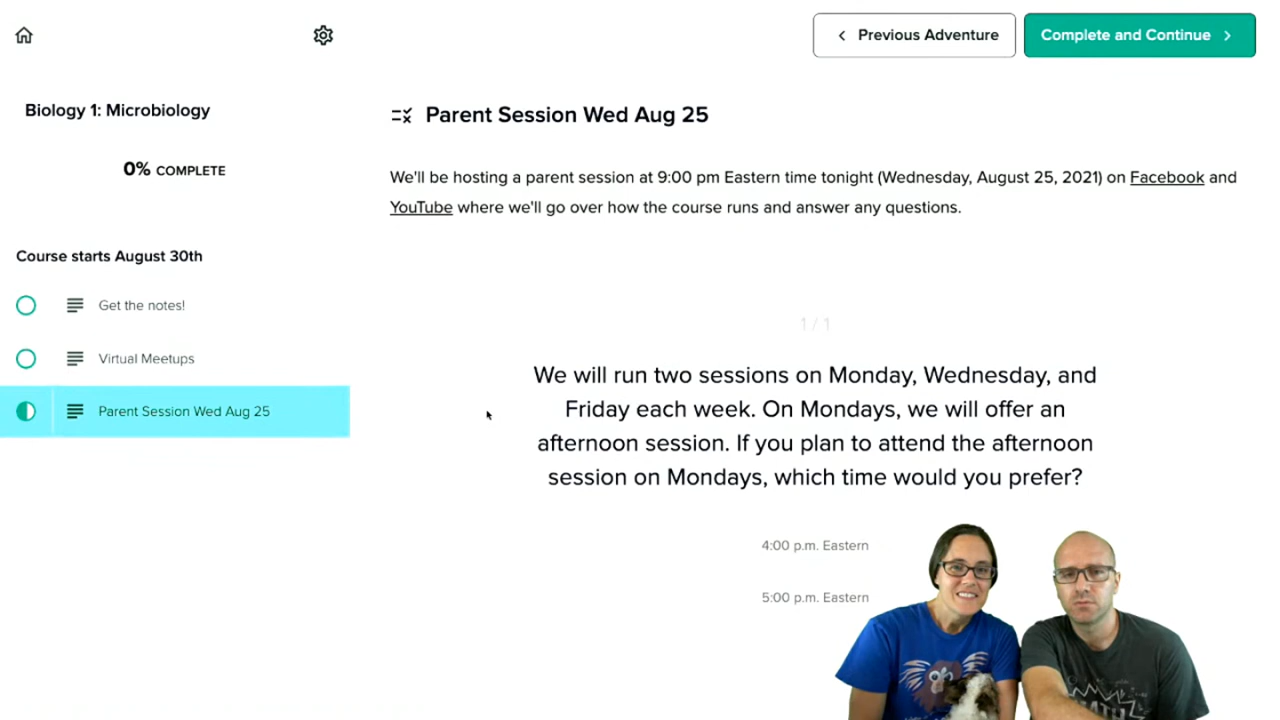 Previous Adventure
Complete and Continue
Biology 1: Microbiology
0% COMPLETE
Course starts August 30th
Get the notes!
Virtual Meetups
Parent Session Wed Aug 25
Parent Session Wed Aug 25
We'll be hosting a parent session at 9:00 pm Eastern time tonight (Wednesday, August 25, 2021) on Facebook and
YouTube where we'll go over how the course runs and answer any questions.
1 / 1
We will run two sessions on Monday, Wednesday, and
Friday each week. On Mondays, we will offer an
afternoon session. If you plan to attend the afternoon
session on Mondays, which time would you prefer?
4:00 p.m. Eastern
5:00 p.m. Eastern